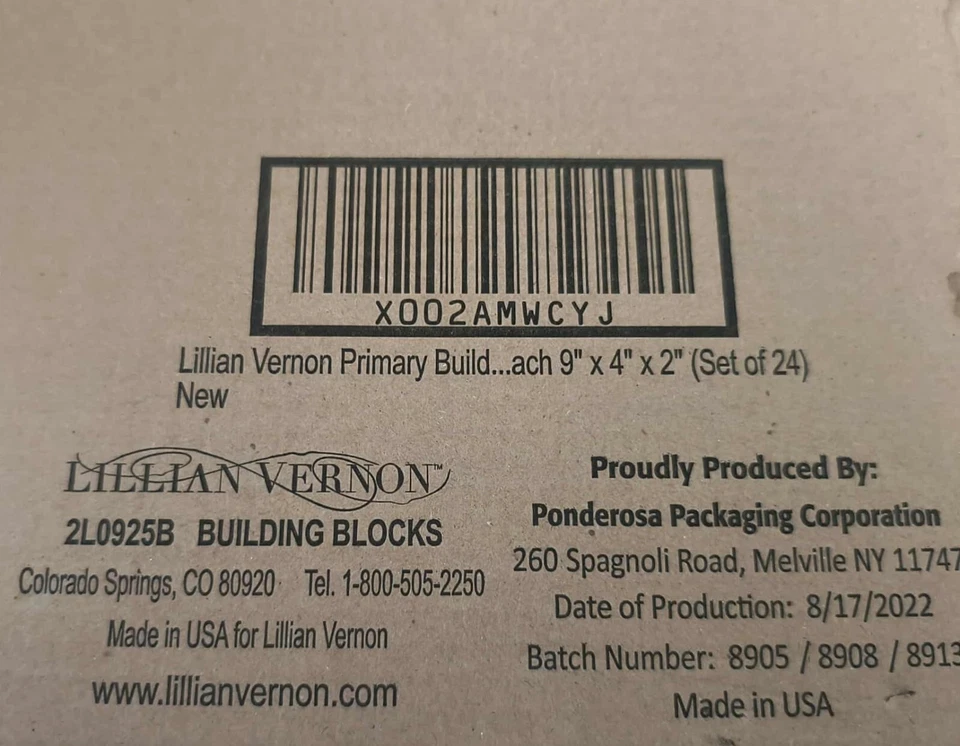 X002AMWCYJ
Lillian Vernon Primary Build...ach 9" x 4" x 2" (Set of 24)
New
LILLIAN VERNON™
2L0925B BUILDING BLOCKS
Colorado Springs, CO 80920 Tel. 1-800-505-2250
Made in USA for Lillian Vernon
www.lillianvernon.com
Proudly Produced By:
Ponderosa Packaging Corporation
260 Spagnoli Road, Melville NY 11747
Date of Production: 8/17/2022
Batch Number: 8905 / 8908 / 8913
Made in USA